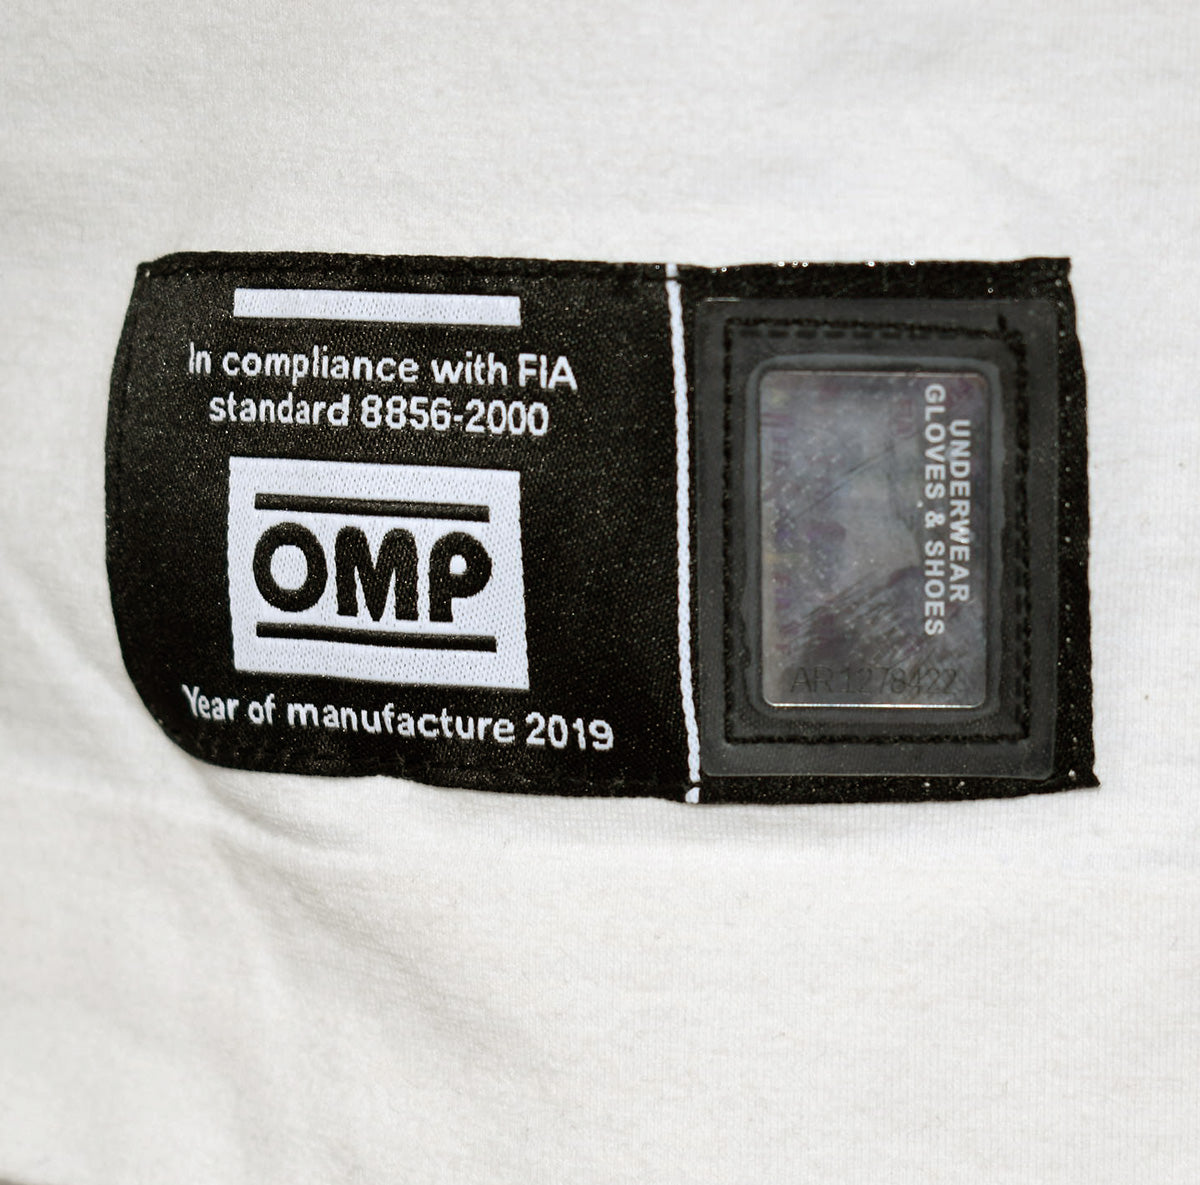 In compliance with FIA
standard 8856-2000
OMP
Year of manufacture 2019
UNDERWEAR
GLOVES & SHOES
AR 1278422